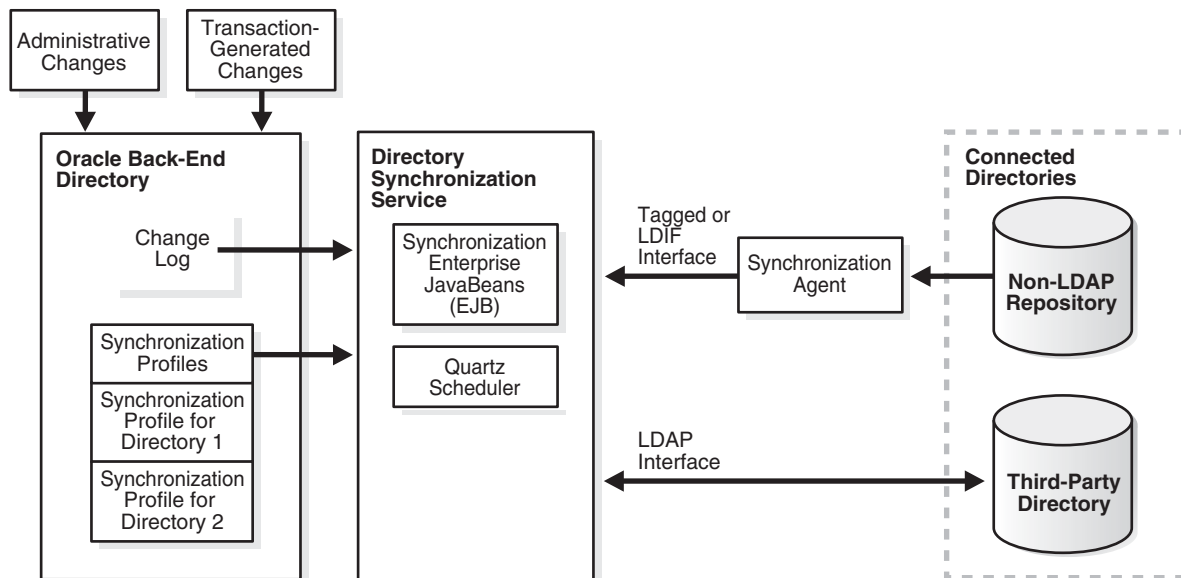 Administrative
Changes
Transaction-
Generated
Changes
Oracle Back-End
Directory
Change
Log
Synchronization
Profiles
Synchronization
Profile for
Directory 1
Synchronization
Profile for
Directory 2
Directory
Synchronization
Service
Synchronization
Enterprise
JavaBeans
(EJB)
Quartz
Scheduler
Tagged or
LDIF
Interface
Synchronization
Agent
LDAP
Interface
Connected
Directories
Non-LDAP
Repository
Third-Party
Directory